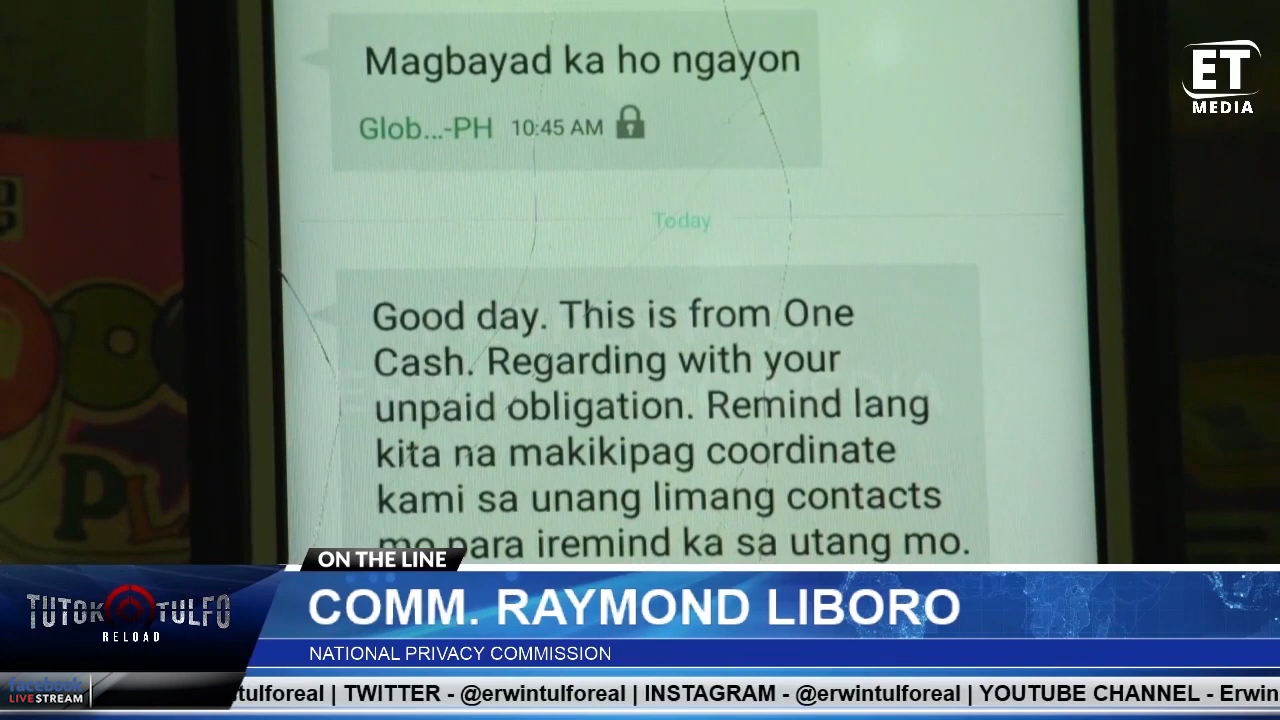 Magbayad ka ho ngayon
Glob...-PH 10:45 AM
ET
MEDIA
Today
Good day. This is from One
Cash. Regarding with your
unpaid obligation. Remind lang
kita na makikipag coordinate
kami sa unang limang contacts
mo para iremind ka sa utang mo.
ON THE LINE
COMM. RAYMOND LIBORO
NATIONAL PRIVACY COMMISSION
TUTOK TULFO
RELOAD
facebook
LIVESTREAM
tulforeal | TWITTER - @erwintulforeal | INSTAGRAM - @erwintulforeal | YOUTUBE CHANNEL - Erwin